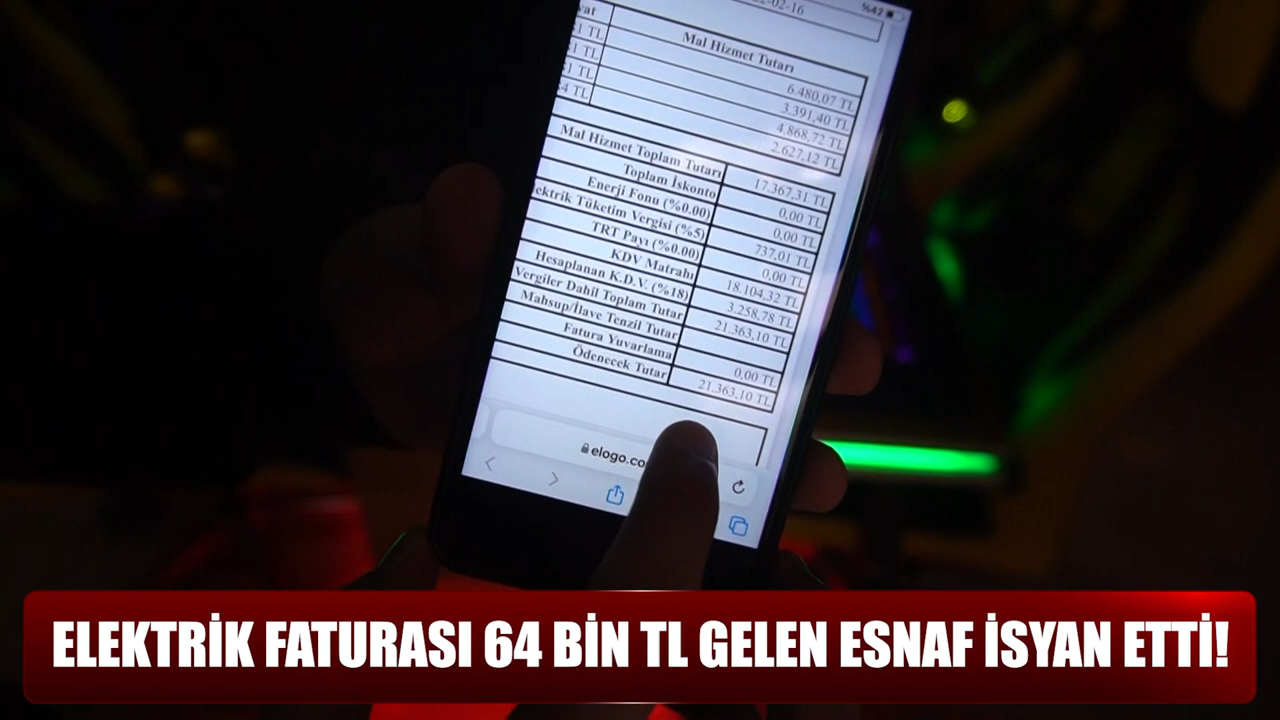 %42
Mal Hizmet Tutarı
6.480,07 TL
3.391,40 TL
4.868,72 TL
2.627,12 TL
Mal Hizmet Toplam Tutarı 17.367,31 TL
Toplam İskonto 0,00 TL
Enerji Fonu (%0.00) 0,00 TL
Tüketim Vergisi (%5) 737,01 TL
TRT Payı (%0.00) 0,00 TL
KDV Matrahı 18.104,32 TL
Hesaplanan K.D.V. (%18) 3.258,78 TL
Vergiler Dahil Toplam Tutar 21.363,10 TL
Mahsup/İlave Tenzil Tutar
Fatura Yuvarlama 0,00 TL
Ödenecek Tutar 21.363,10 TL
ELEKTRİK FATURASI 64 BİN TL GELEN ESNAF İSYAN ETTİ!